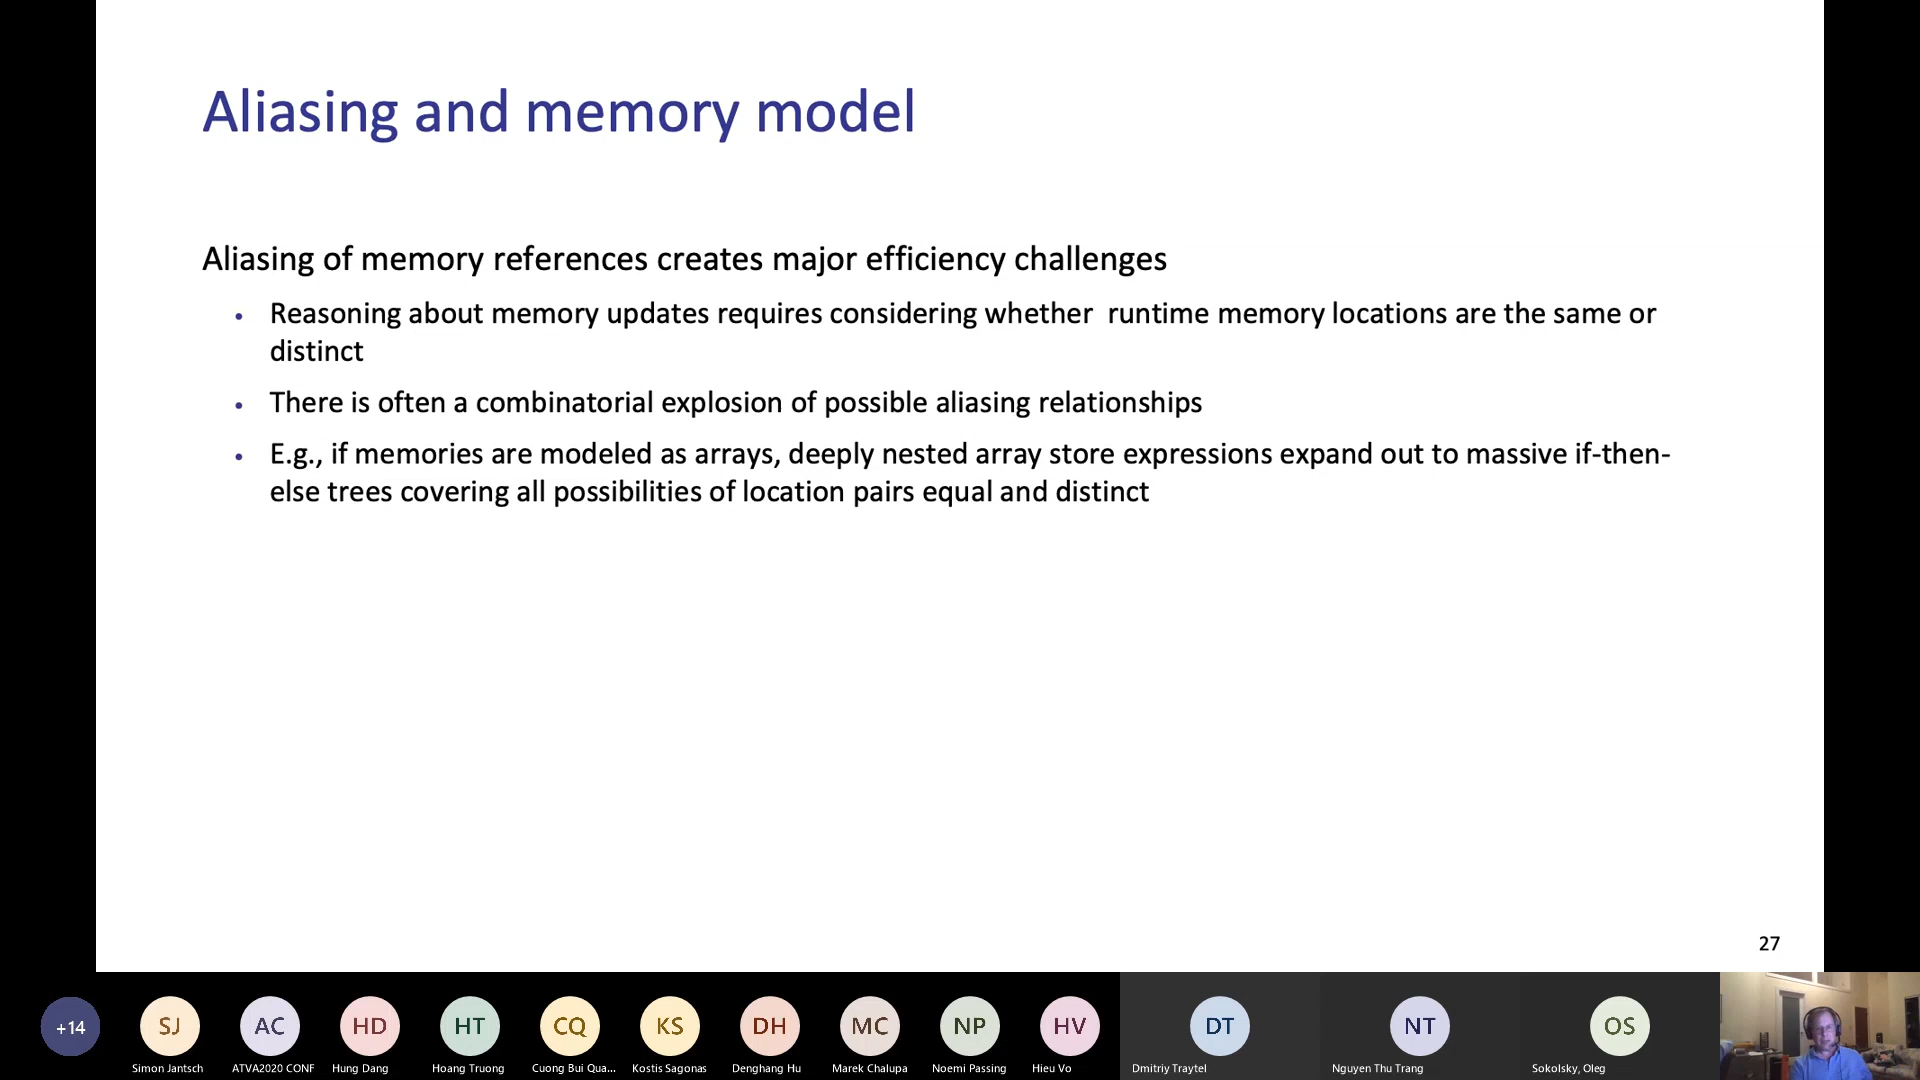 Aliasing and memory model
Aliasing of memory references creates major efficiency challenges
• Reasoning about memory updates requires considering whether  runtime memory locations are the same or
distinct
• There is often a combinatorial explosion of possible aliasing relationships
• E.g., if memories are modeled as arrays, deeply nested array store expressions expand out to massive if-then-
else trees covering all possibilities of location pairs equal and distinct
27
+14 SJ AC HD HT CQ KS DH MC NP HV DT NT OS
Simon Jantsch ATVA2020 CONF Hung Dang Hoang Truong Cuong Bui Qua... Kostis Sagonas Denghang Hu Marek Chalupa Noemi Passing Hieu Vo Dmitriy Traytel Nguyen Thu Trang Sokolsky, Oleg